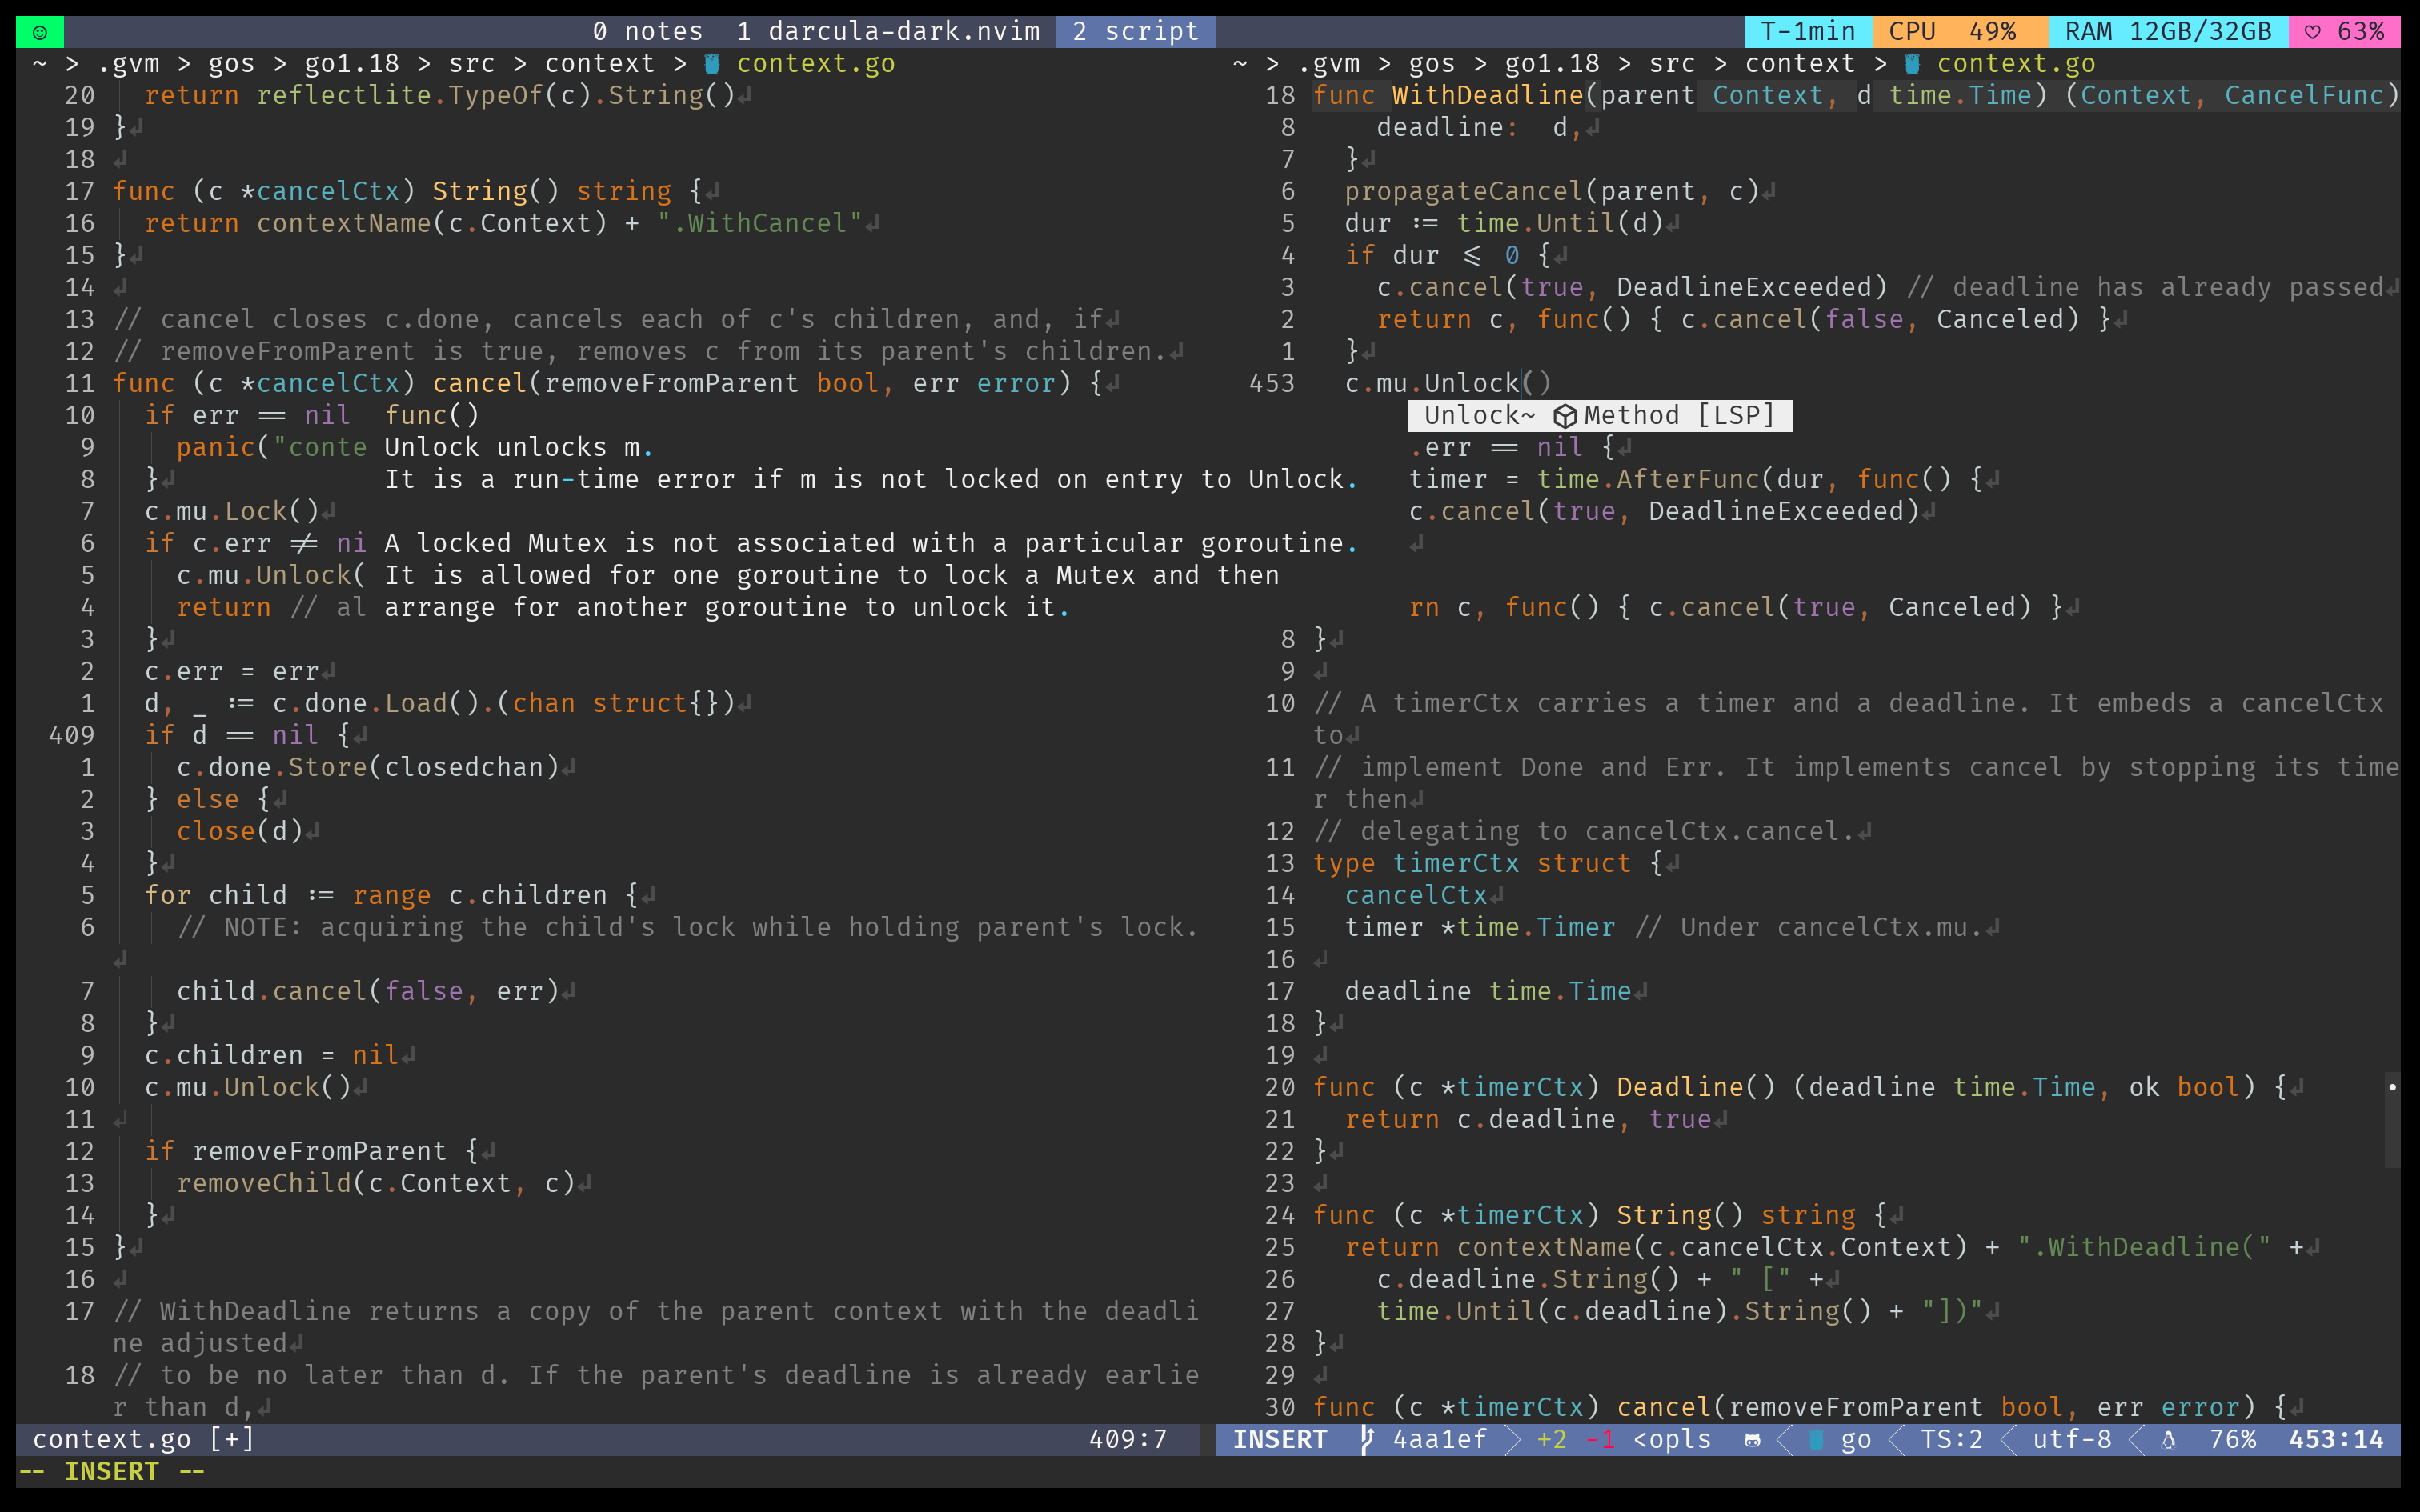 ☺ 0 notes 1 darcula-dark.nvim 2 script T-1min CPU 49% RAM 12GB/32GB ♡ 63%
~ > .gvm > gos > go1.18 > src > context > context.go
20 return reflectlite.TypeOf(c).String()↲
19 }↲
18 ↲
17 func (c *cancelCtx) String() string {↲
16 return contextName(c.Context) + ".WithCancel"↲
15 }↲
14 ↲
13 // cancel closes c.done, cancels each of c's children, and, if↲
12 // removeFromParent is true, removes c from its parent's children.↲
11 func (c *cancelCtx) cancel(removeFromParent bool, err error) {↲
10 if err == nil
9 panic("conte
8 }↲
7 c.mu.Lock()↲
6 if c.err != ni
5 c.mu.Unlock(
4 return // al
3 }↲
2 c.err = err↲
1 d, _ := c.done.Load().(chan struct{})↲
409 if d == nil {↲
1 c.done.Store(closedchan)↲
2 } else {↲
3 close(d)↲
4 }↲
5 for child := range c.children {↲
6 // NOTE: acquiring the child's lock while holding parent's lock.
↲
7 child.cancel(false, err)↲
8 }↲
9 c.children = nil↲
10 c.mu.Unlock()↲
11 ↲
12 if removeFromParent {↲
13 removeChild(c.Context, c)↲
14 }↲
15 }↲
16 ↲
17 // WithDeadline returns a copy of the parent context with the deadli
ne adjusted↲
18 // to be no later than d. If the parent's deadline is already earlie
r than d,↲
context.go [+] 409:7
func()
Unlock unlocks m.
It is a run-time error if m is not locked on entry to Unlock.
A locked Mutex is not associated with a particular goroutine.
It is allowed for one goroutine to lock a Mutex and then
arrange for another goroutine to unlock it.
~ > .gvm > gos > go1.18 > src > context > context.go
18 func WithDeadline(parent Context, d time.Time) (Context, CancelFunc)
8 deadline: d,↲
7 }↲
6 propagateCancel(parent, c)↲
5 dur := time.Until(d)↲
4 if dur <= 0 {↲
3 c.cancel(true, DeadlineExceeded) // deadline has already passed↲
2 return c, func() { c.cancel(false, Canceled) }↲
1 }↲
453 c.mu.Unlock()
Unlock~ Method [LSP]
.err == nil {↲
timer = time.AfterFunc(dur, func() {↲
c.cancel(true, DeadlineExceeded)↲
↲
rn c, func() { c.cancel(true, Canceled) }↲
8 }↲
9 ↲
10 // A timerCtx carries a timer and a deadline. It embeds a cancelCtx
to↲
11 // implement Done and Err. It implements cancel by stopping its time
r then↲
12 // delegating to cancelCtx.cancel.↲
13 type timerCtx struct {↲
14 cancelCtx↲
15 timer *time.Timer // Under cancelCtx.mu.↲
16 ↲
17 deadline time.Time↲
18 }↲
19 ↲
20 func (c *timerCtx) Deadline() (deadline time.Time, ok bool) {↲
21 return c.deadline, true↲
22 }↲
23 ↲
24 func (c *timerCtx) String() string {↲
25 return contextName(c.cancelCtx.Context) + ".WithDeadline(" +↲
26 c.deadline.String() + " [" +↲
27 time.Until(c.deadline).String() + "])"↲
28 }↲
29 ↲
30 func (c *timerCtx) cancel(removeFromParent bool, err error) {↲
INSERT 4aa1ef +2 -1 <opls go TS:2 utf-8 76% 453:14
-- INSERT --